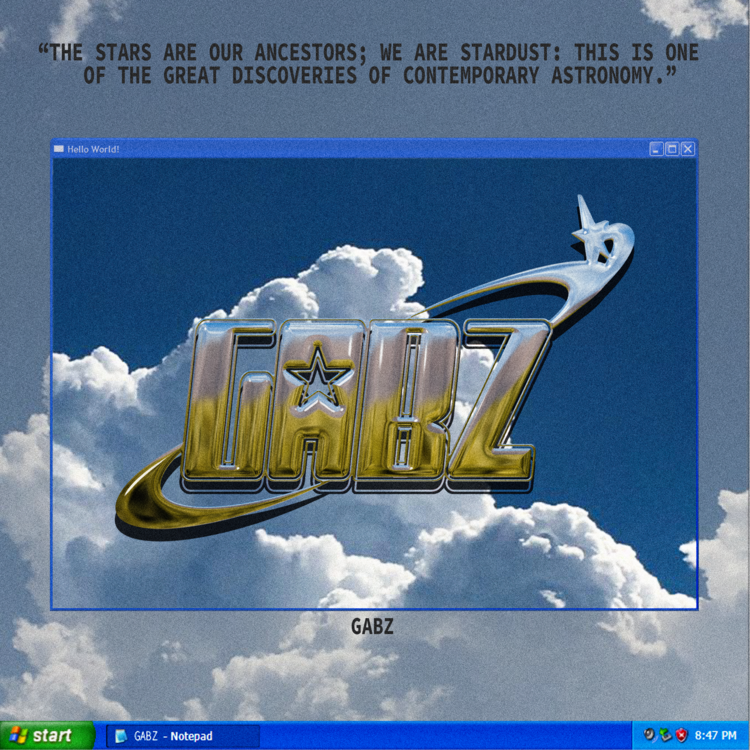 “THE STARS ARE OUR ANCESTORS; WE ARE STARDUST: THIS IS ONE
OF THE GREAT DISCOVERIES OF CONTEMPORARY ASTRONOMY.”
Hello World!
GABZ
GABZ
start
GABZ - Notepad
8:47 PM